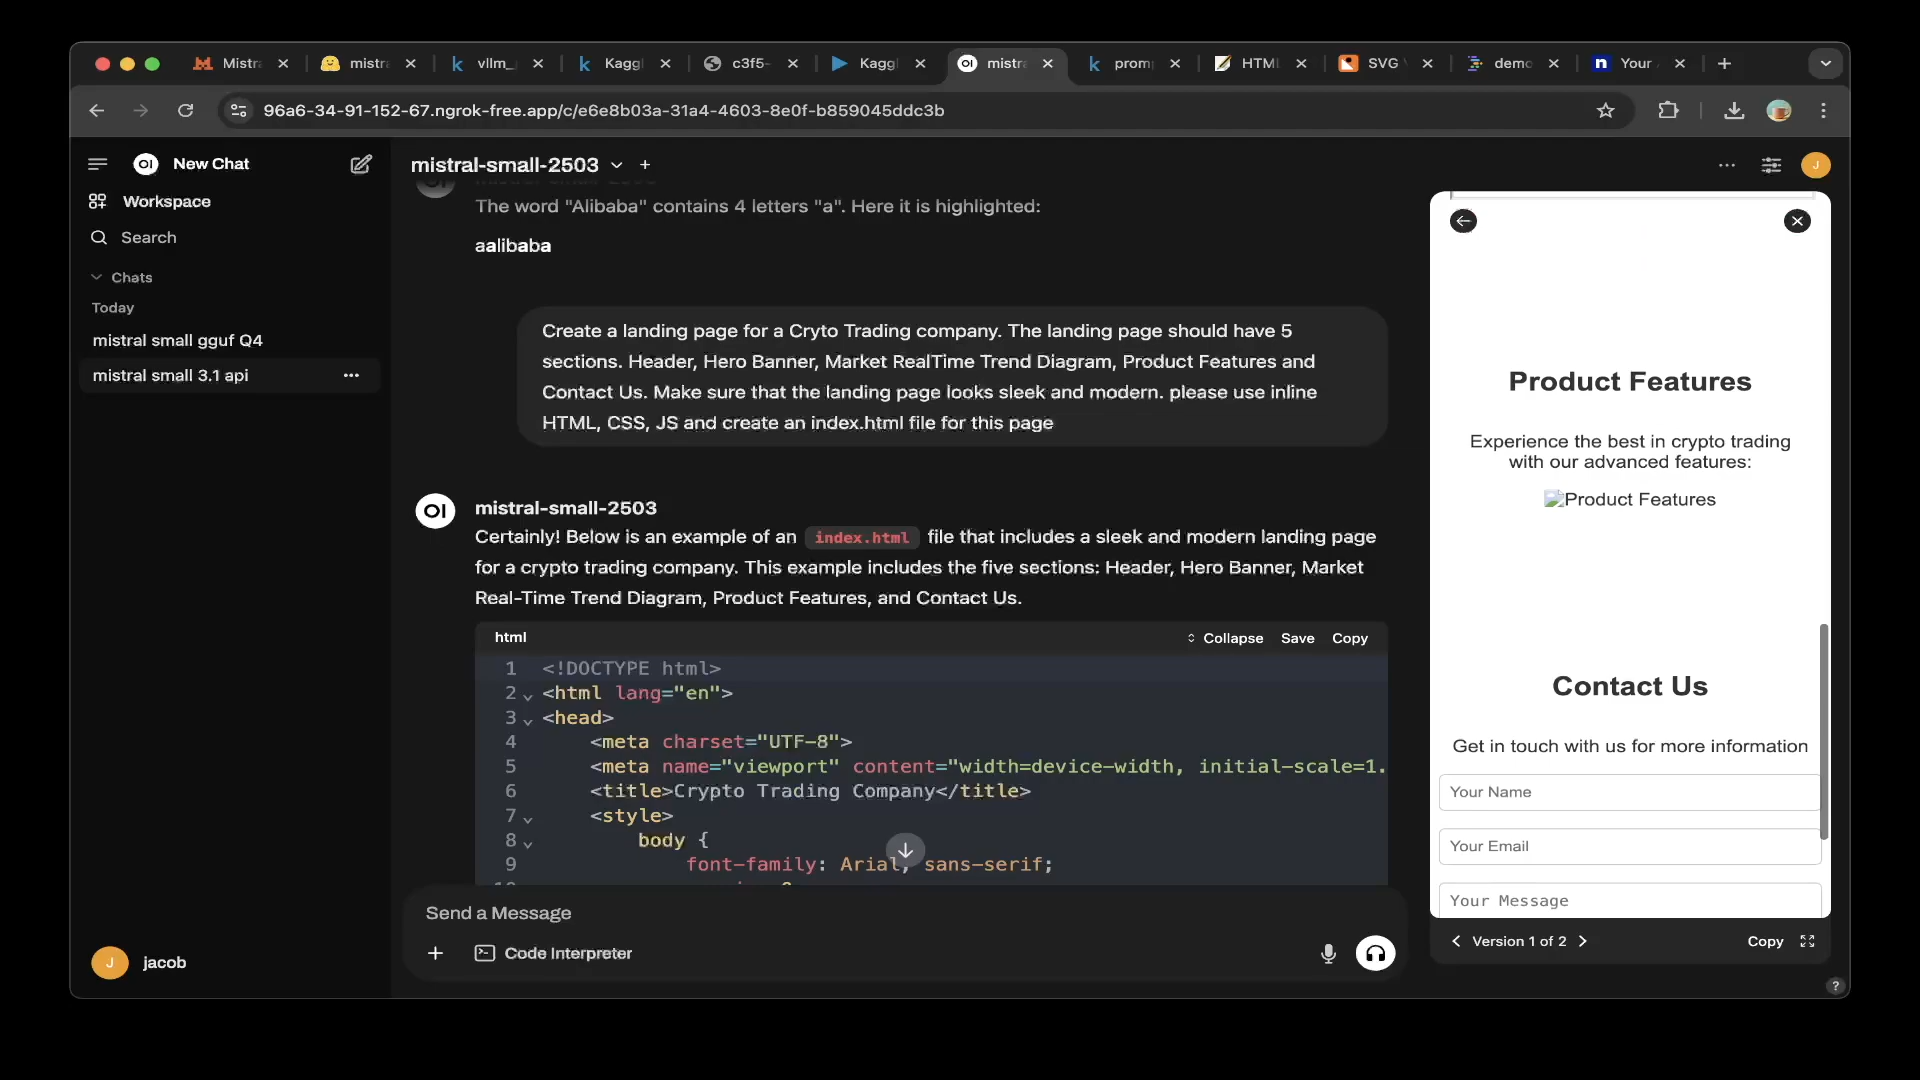 Mistra
mistra
vllm_
Kaggl
c3f5-
Kaggl
OI mistra
prom
HTML
SVG
demo
n Your
96a6-34-91-152-67.ngrok-free.app/c/e6e8b03a-31a4-4603-8e0f-b859045ddc3b
OI New Chat
Workspace
Search
Chats
Today
mistral small gguf Q4
mistral small 3.1 api
J jacob
mistral-small-2503
J
The word "Alibaba" contains 4 letters "a". Here it is highlighted:
aalibaba
Create a landing page for a Cryto Trading company. The landing page should have 5
sections. Header, Hero Banner, Market RealTime Trend Diagram, Product Features and
Contact Us. Make sure that the landing page looks sleek and modern. please use inline
HTML, CSS, JS and create an index.html file for this page
OI mistral-small-2503
Certainly! Below is an example of an index.html file that includes a sleek and modern landing page
for a crypto trading company. This example includes the five sections: Header, Hero Banner, Market
Real-Time Trend Diagram, Product Features, and Contact Us.
html Collapse Save Copy
1 <!DOCTYPE html>
2 <html lang="en">
3 <head>
4 <meta charset="UTF-8">
5 <meta name="viewport" content="width=device-width, initial-scale=1.
6 <title>Crypto Trading Company</title>
7 <style>
8 body {
9 font-family: Arial, sans-serif;
Send a Message
Code Interpreter
Product Features
Experience the best in crypto trading
with our advanced features:
Product Features
Contact Us
Get in touch with us for more information
Your Name
Your Email
Your Message
Version 1 of 2 Copy
?